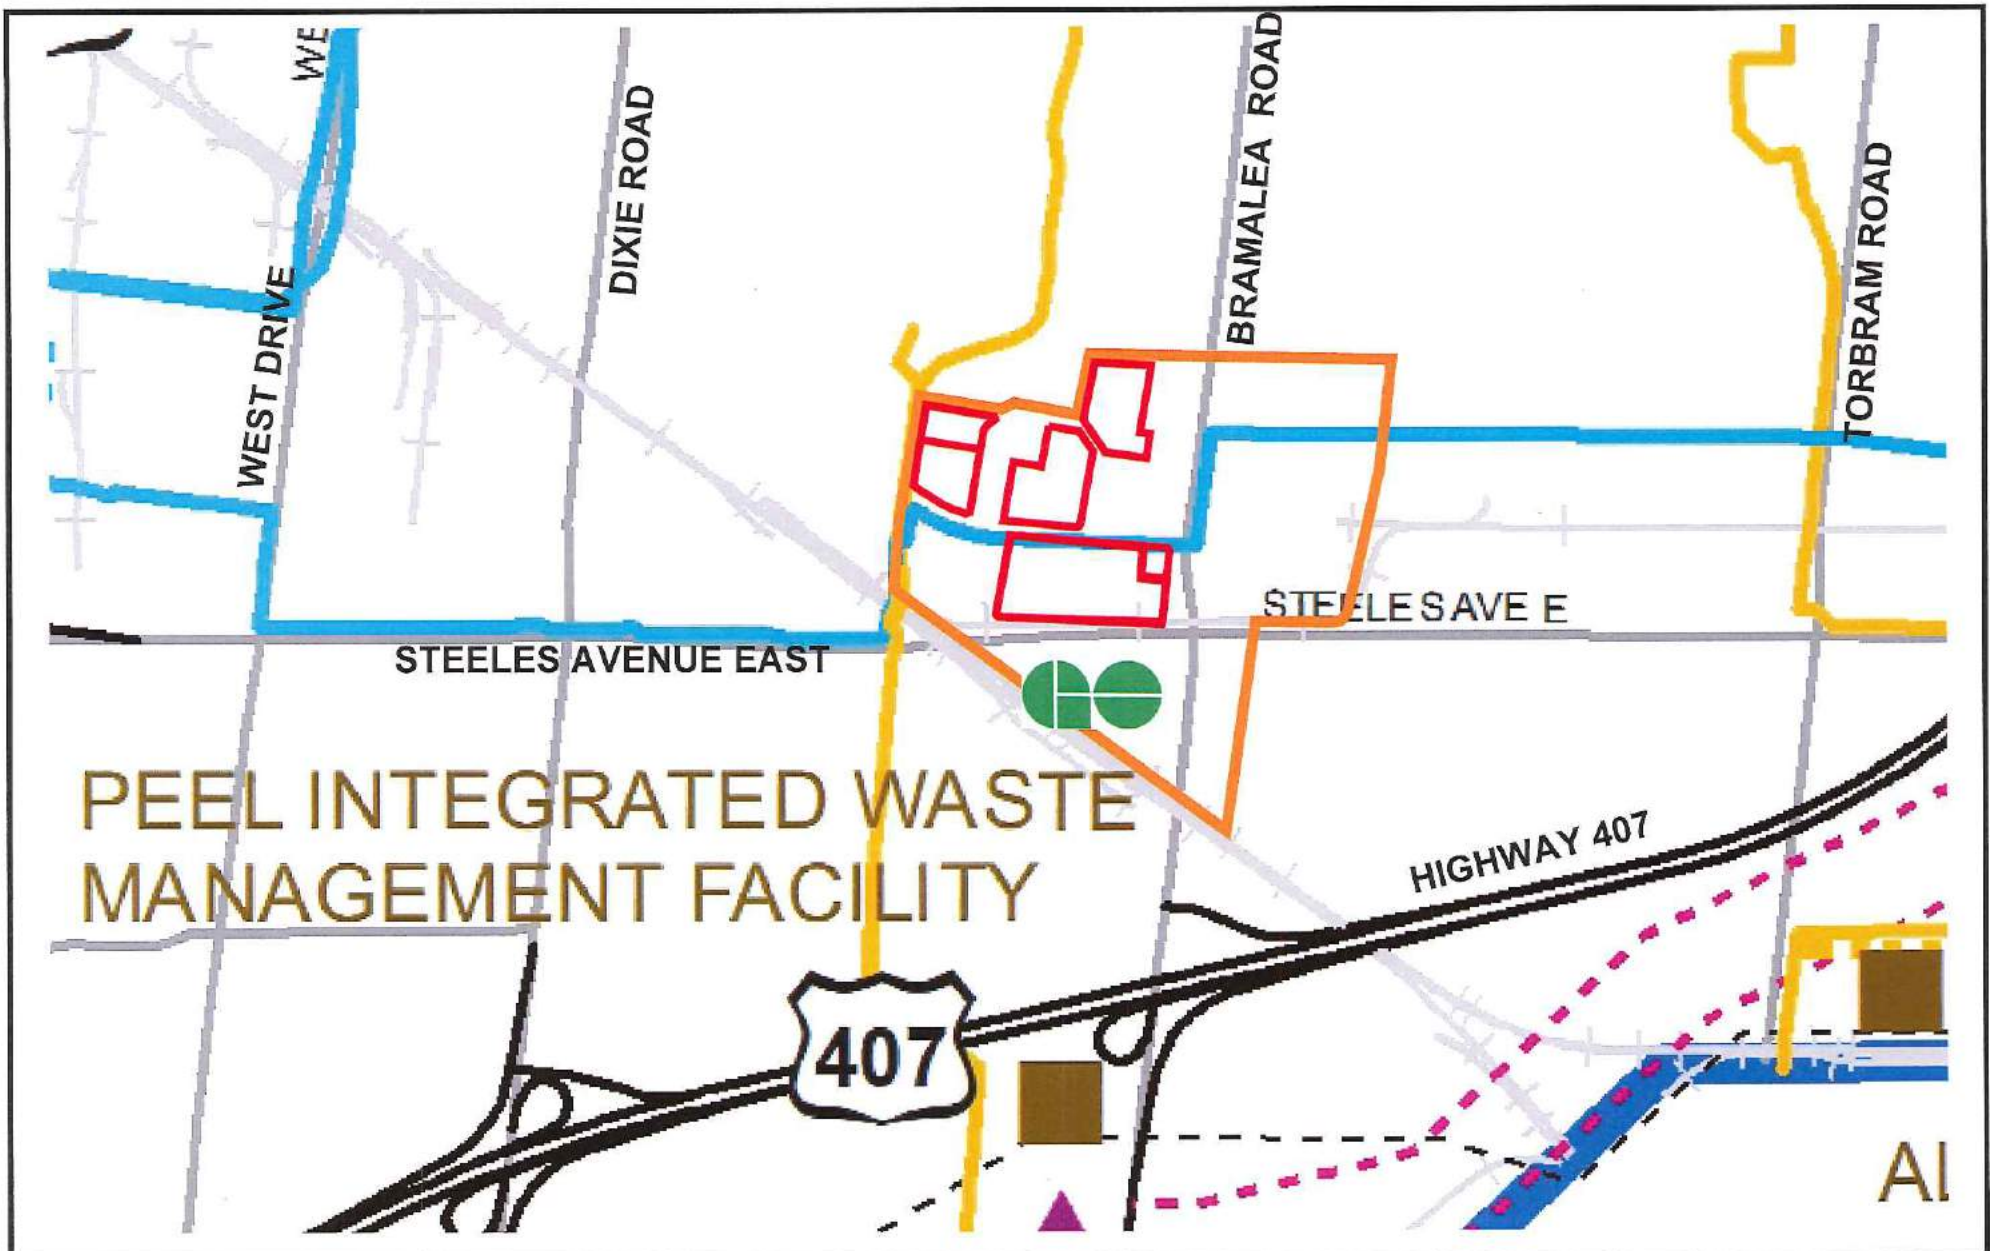 WE
DIXIE ROAD
BRAMALEA ROAD
TORBRAM ROAD
WEST DRIVE
STEELES AVE E
STEELES AVENUE EAST
GO
PEEL INTEGRATED WASTE
MANAGEMENT FACILITY
HIGHWAY 407
407